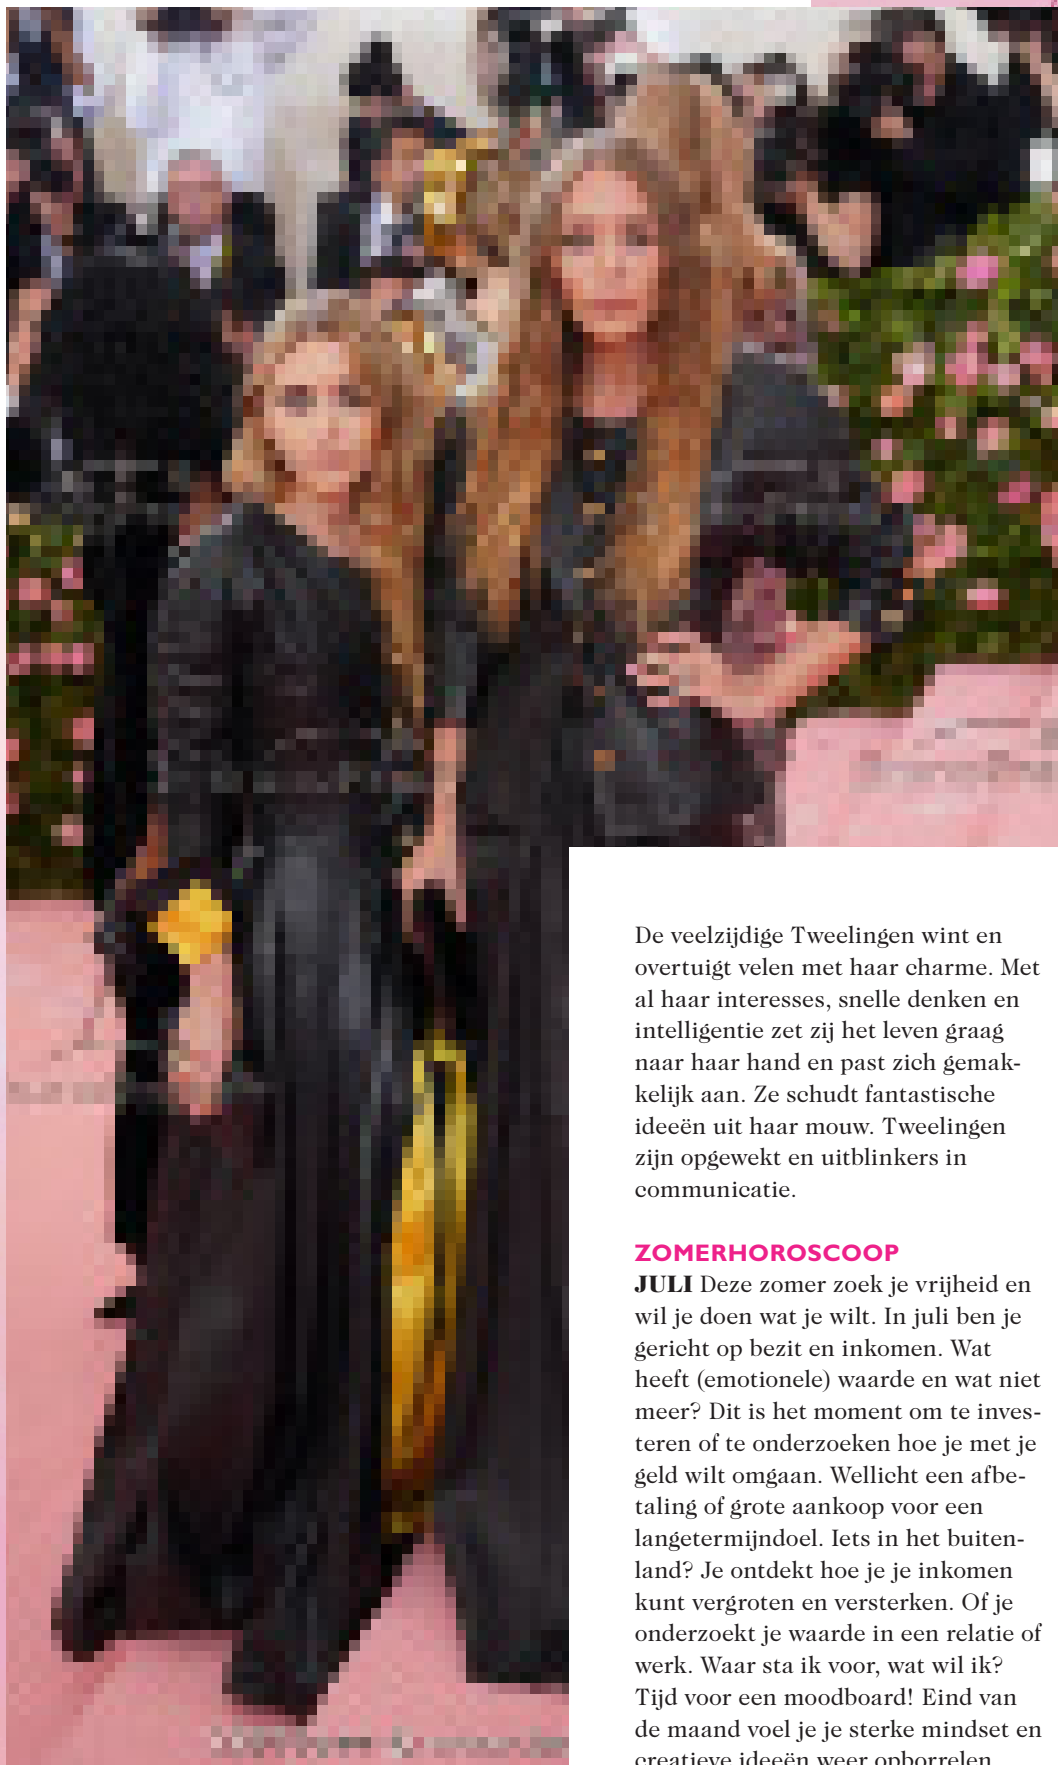 De veelzijdige Tweelingen wint en
overtuigt velen met haar charme. Met
al haar interesses, snelle denken en
intelligentie zet zij het leven graag
naar haar hand en past zich gemak-
kelijk aan. Ze schudt fantastische
ideeën uit haar mouw. Tweelingen
zijn opgewekt en uitblinkers in
communicatie.
ZOMERHOROSCOOP
JULI Deze zomer zoek je vrijheid en
wil je doen wat je wilt. In juli ben je
gericht op bezit en inkomen. Wat
heeft (emotionele) waarde en wat niet
meer? Dit is het moment om te inves-
teren of te onderzoeken hoe je met je
geld wilt omgaan. Wellicht een afbe-
taling of grote aankoop voor een
langetermijndoel. Iets in het buiten-
land? Je ontdekt hoe je je inkomen
kunt vergroten en versterken. Of je
onderzoekt je waarde in een relatie of
werk. Waar sta ik voor, wat wil ik?
Tijd voor een moodboard! Eind van
de maand voel je je sterke mindset en
creatieve ideeën weer opborrelen